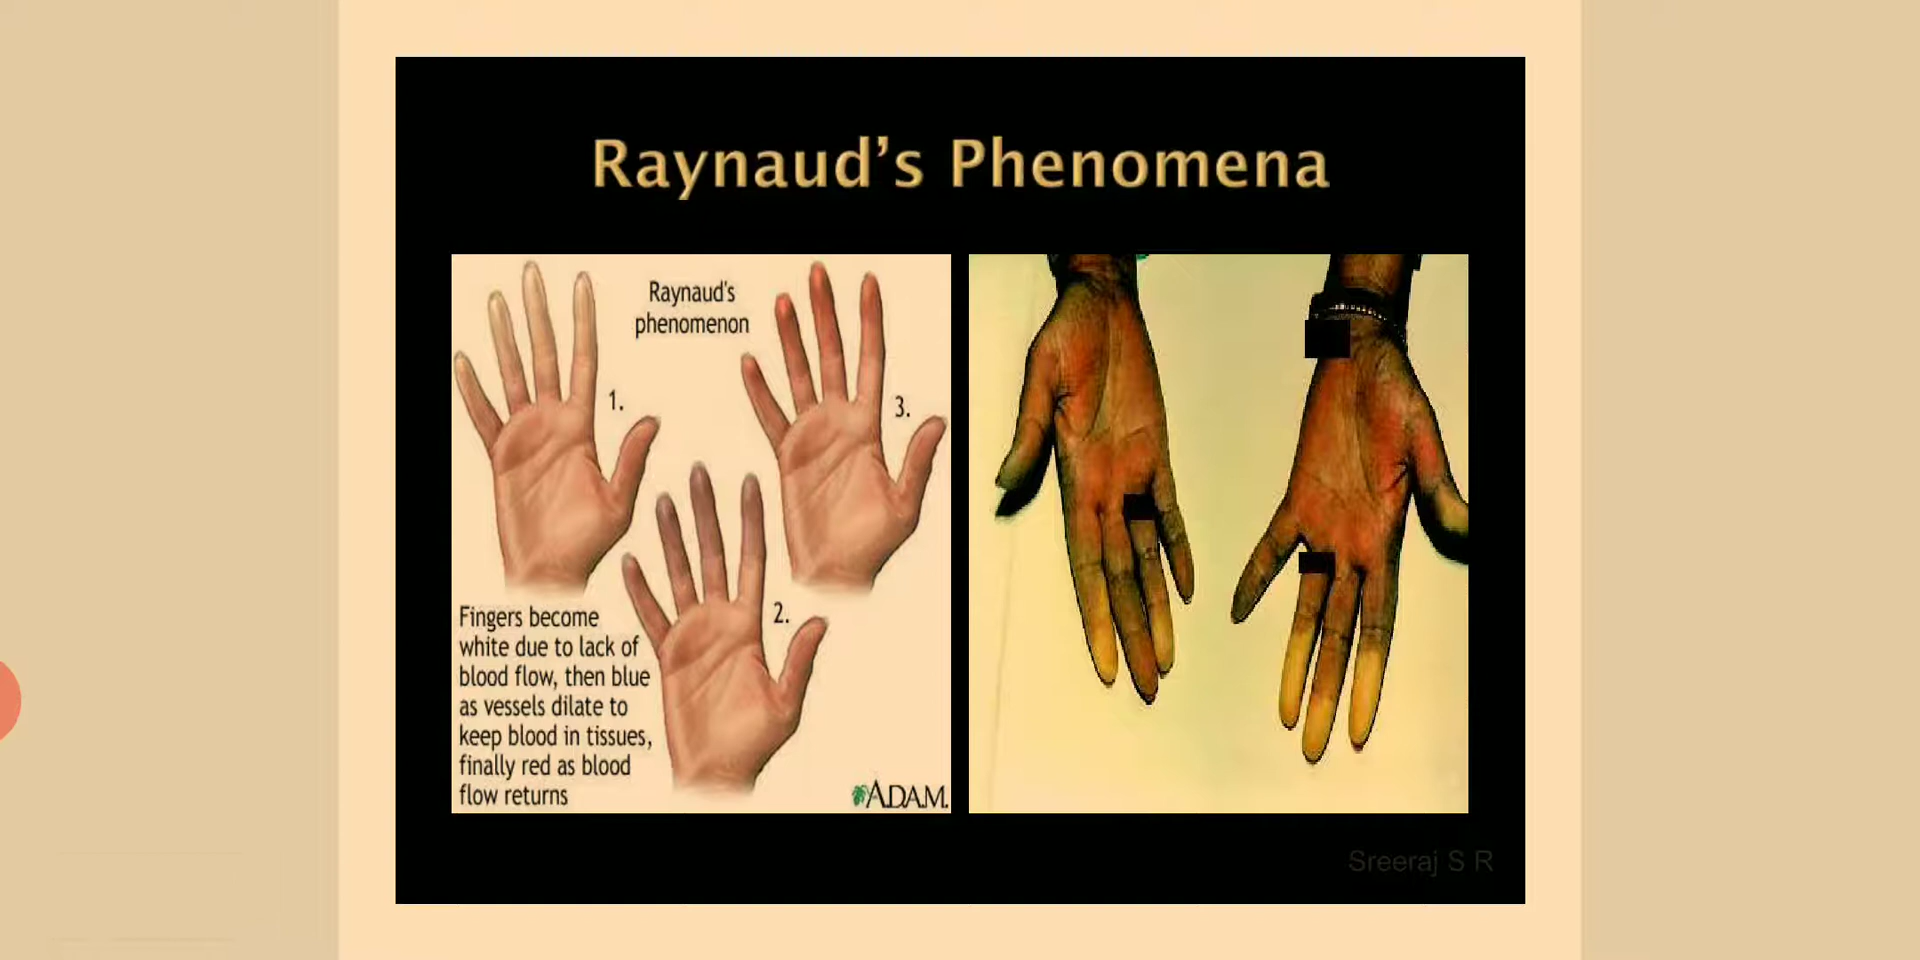 Raynaud's Phenomena
Raynaud's
phenomenon
1.
3.
2.
Fingers become
white due to lack of
blood flow, then blue
as vessels dilate to
keep blood in tissues,
finally red as blood
flow returns
A.D.A.M.
Sreeraj S R